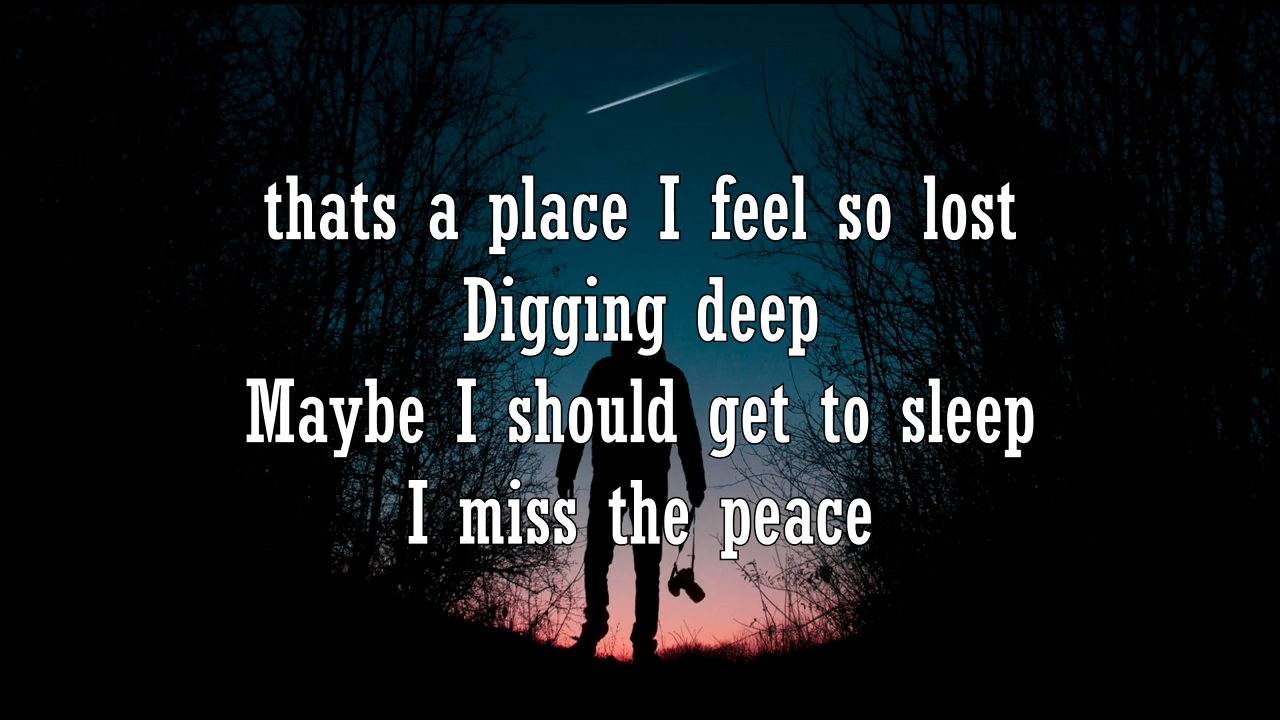 thats a place I feel so lost
Digging deep
Maybe I should get to sleep
I miss the peace